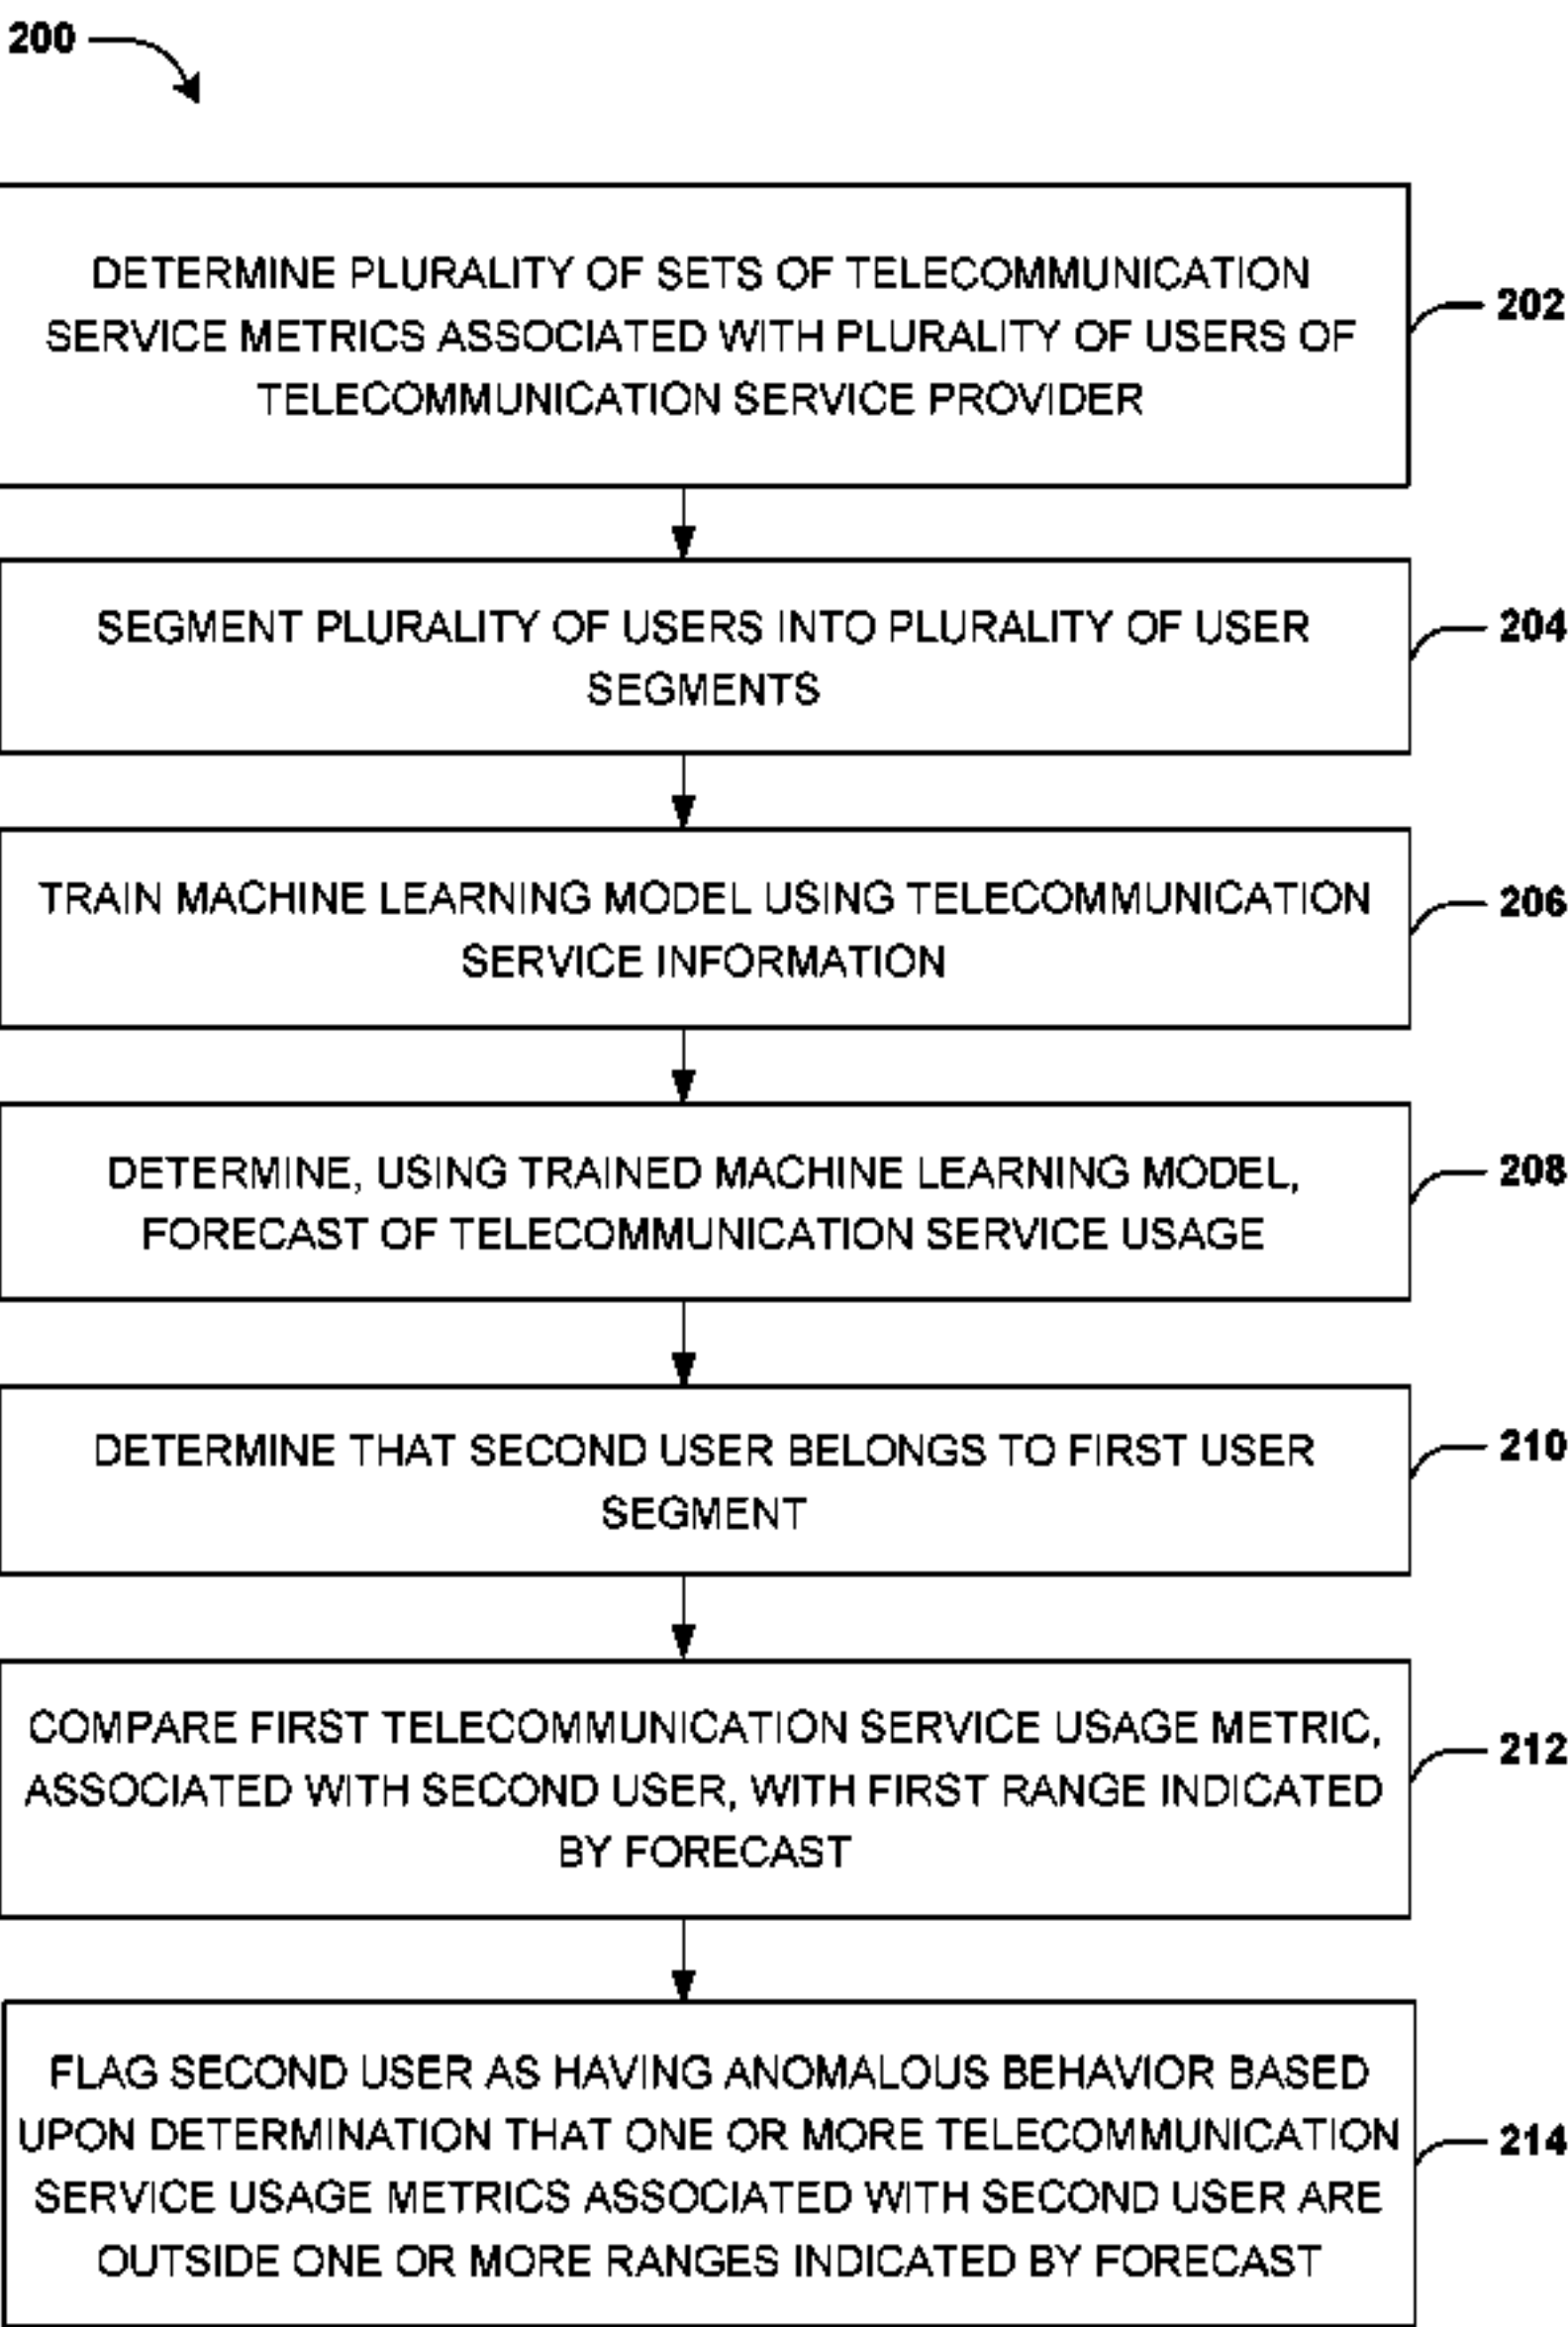 200
DETERMINE PLURALITY OF SETS OF TELECOMMUNICATION
SERVICE METRICS ASSOCIATED WITH PLURALITY OF USERS OF
TELECOMMUNICATION SERVICE PROVIDER
202
SEGMENT PLURALITY OF USERS INTO PLURALITY OF USER
SEGMENTS
204
TRAIN MACHINE LEARNING MODEL USING TELECOMMUNICATION
SERVICE INFORMATION
206
DETERMINE, USING TRAINED MACHINE LEARNING MODEL,
FORECAST OF TELECOMMUNICATION SERVICE USAGE
208
DETERMINE THAT SECOND USER BELONGS TO FIRST USER
SEGMENT
210
COMPARE FIRST TELECOMMUNICATION SERVICE USAGE METRIC,
ASSOCIATED WITH SECOND USER, WITH FIRST RANGE INDICATED
BY FORECAST
212
FLAG SECOND USER AS HAVING ANOMALOUS BEHAVIOR BASED
UPON DETERMINATION THAT ONE OR MORE TELECOMMUNICATION
SERVICE USAGE METRICS ASSOCIATED WITH SECOND USER ARE
OUTSIDE ONE OR MORE RANGES INDICATED BY FORECAST
214